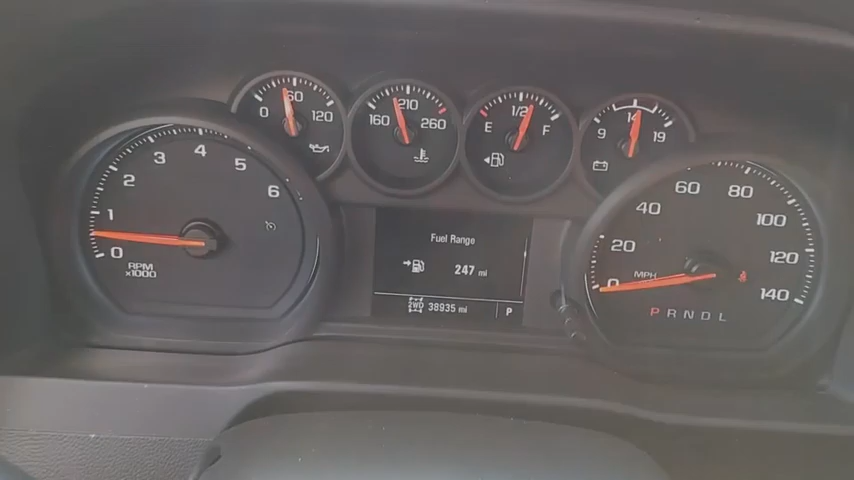 0 60 120
160 210 260
E 1/2 F
9 14 19
0 1 2 3 4 5 6
RPM
x1000
Fuel Range
247 mi
2WD 38935 mi P
0 20 40 60 80 100 120 140
MPH
P R N D L